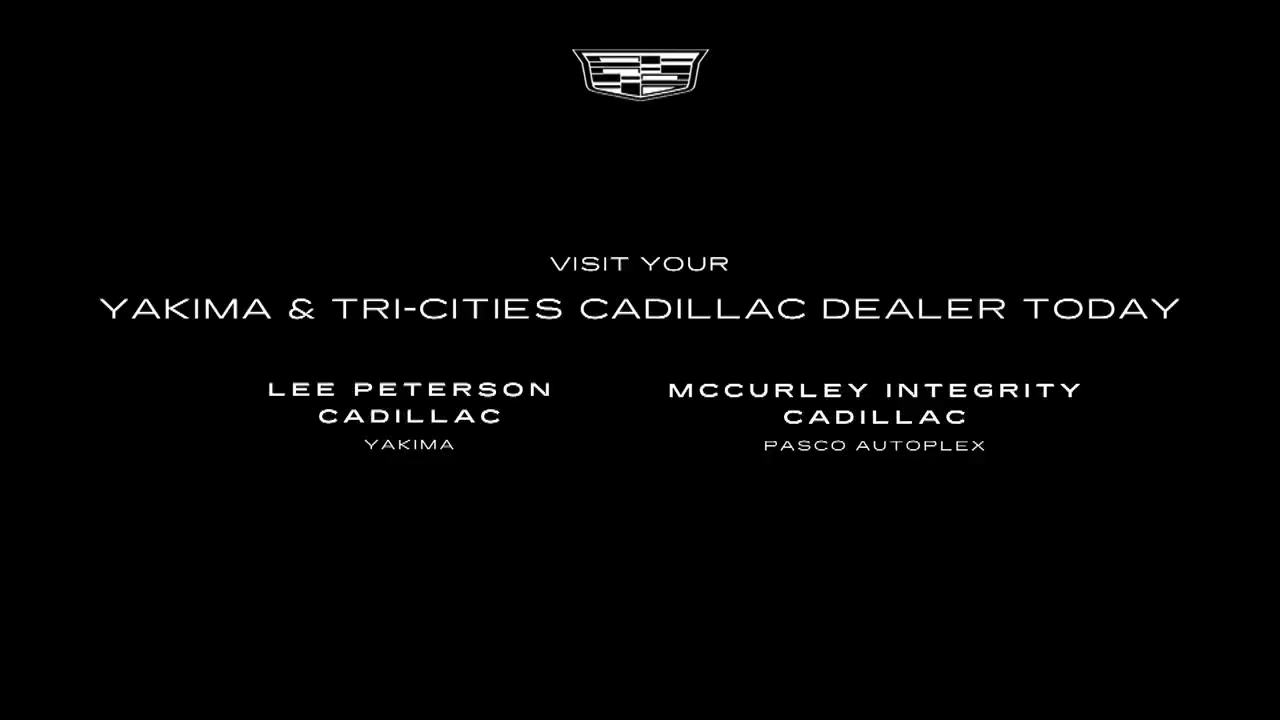 VISIT YOUR
YAKIMA & TRI-CITIES CADILLAC DEALER TODAY
LEE PETERSON
CADILLAC
YAKIMA
MCCURLEY INTEGRITY
CADILLAC
PASCO AUTOPLEX